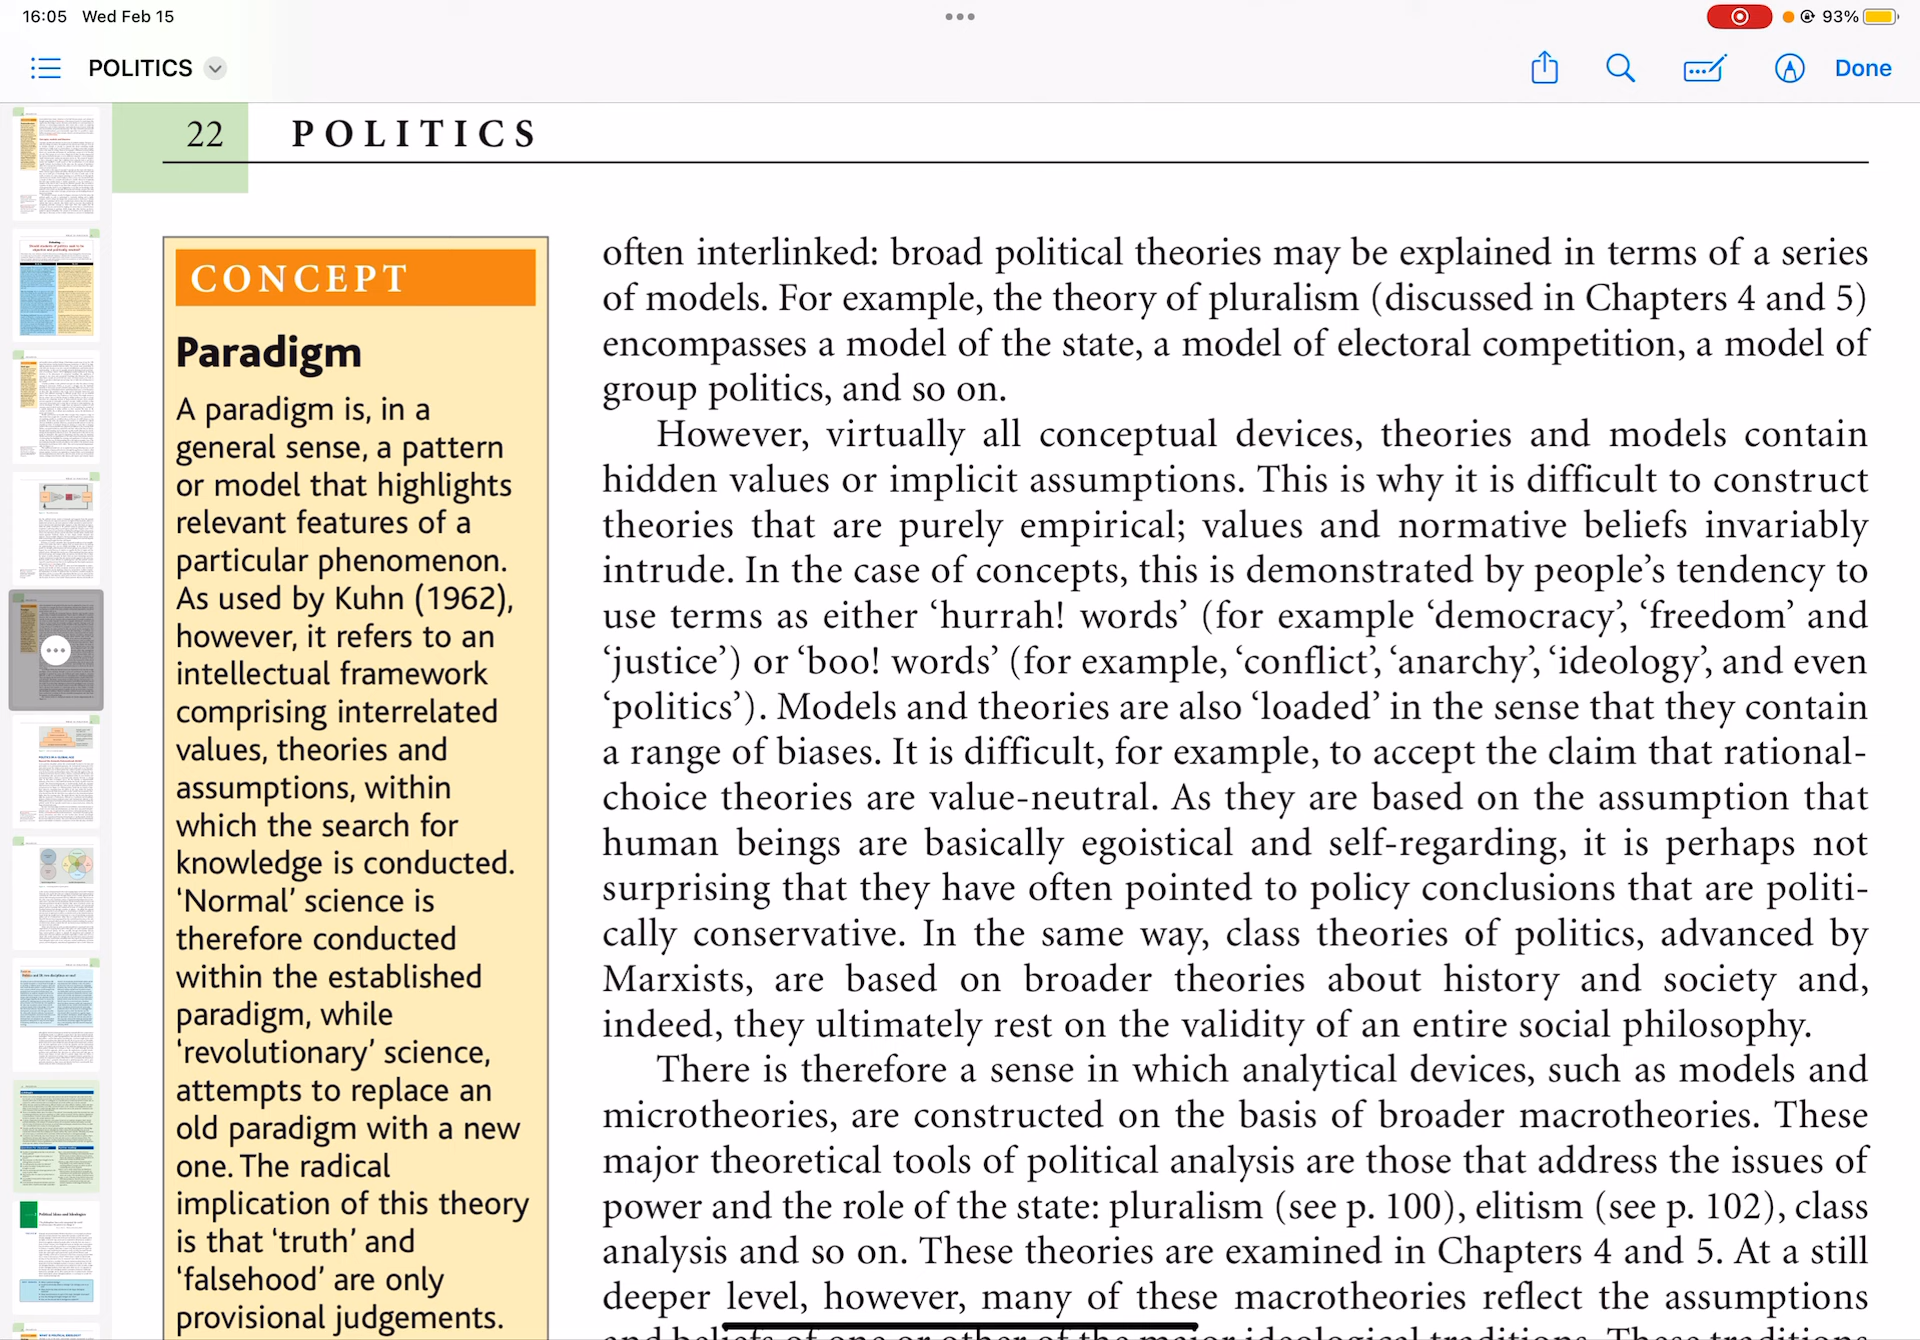 16:05 Wed Feb 15
93%
POLITICS
Done
22 POLITICS
CONCEPT
Paradigm
A paradigm is, in a
general sense, a pattern
or model that highlights
relevant features of a
particular phenomenon.
As used by Kuhn (1962),
however, it refers to an
intellectual framework
comprising interrelated
values, theories and
assumptions, within
which the search for
knowledge is conducted.
‘Normal’ science is
therefore conducted
within the established
paradigm, while
‘revolutionary’ science,
attempts to replace an
old paradigm with a new
one. The radical
implication of this theory
is that ‘truth’ and
‘falsehood’ are only
provisional judgements.
often interlinked: broad political theories may be explained in terms of a series
of models. For example, the theory of pluralism (discussed in Chapters 4 and 5)
encompasses a model of the state, a model of electoral competition, a model of
group politics, and so on.
However, virtually all conceptual devices, theories and models contain
hidden values or implicit assumptions. This is why it is difficult to construct
theories that are purely empirical; values and normative beliefs invariably
intrude. In the case of concepts, this is demonstrated by people’s tendency to
use terms as either ‘hurrah! words’ (for example ‘democracy’, ‘freedom’ and
‘justice’) or ‘boo! words’ (for example, ‘conflict’, ‘anarchy’, ‘ideology’, and even
‘politics’). Models and theories are also ‘loaded’ in the sense that they contain
a range of biases. It is difficult, for example, to accept the claim that rational-
choice theories are value-neutral. As they are based on the assumption that
human beings are basically egoistical and self-regarding, it is perhaps not
surprising that they have often pointed to policy conclusions that are politi-
cally conservative. In the same way, class theories of politics, advanced by
Marxists, are based on broader theories about history and society and,
indeed, they ultimately rest on the validity of an entire social philosophy.
There is therefore a sense in which analytical devices, such as models and
microtheories, are constructed on the basis of broader macrotheories. These
major theoretical tools of political analysis are those that address the issues of
power and the role of the state: pluralism (see p. 100), elitism (see p. 102), class
analysis and so on. These theories are examined in Chapters 4 and 5. At a still
deeper level, however, many of these macrotheories reflect the assumptions
and beliefs of one or other of the major ideological traditions. These traditions